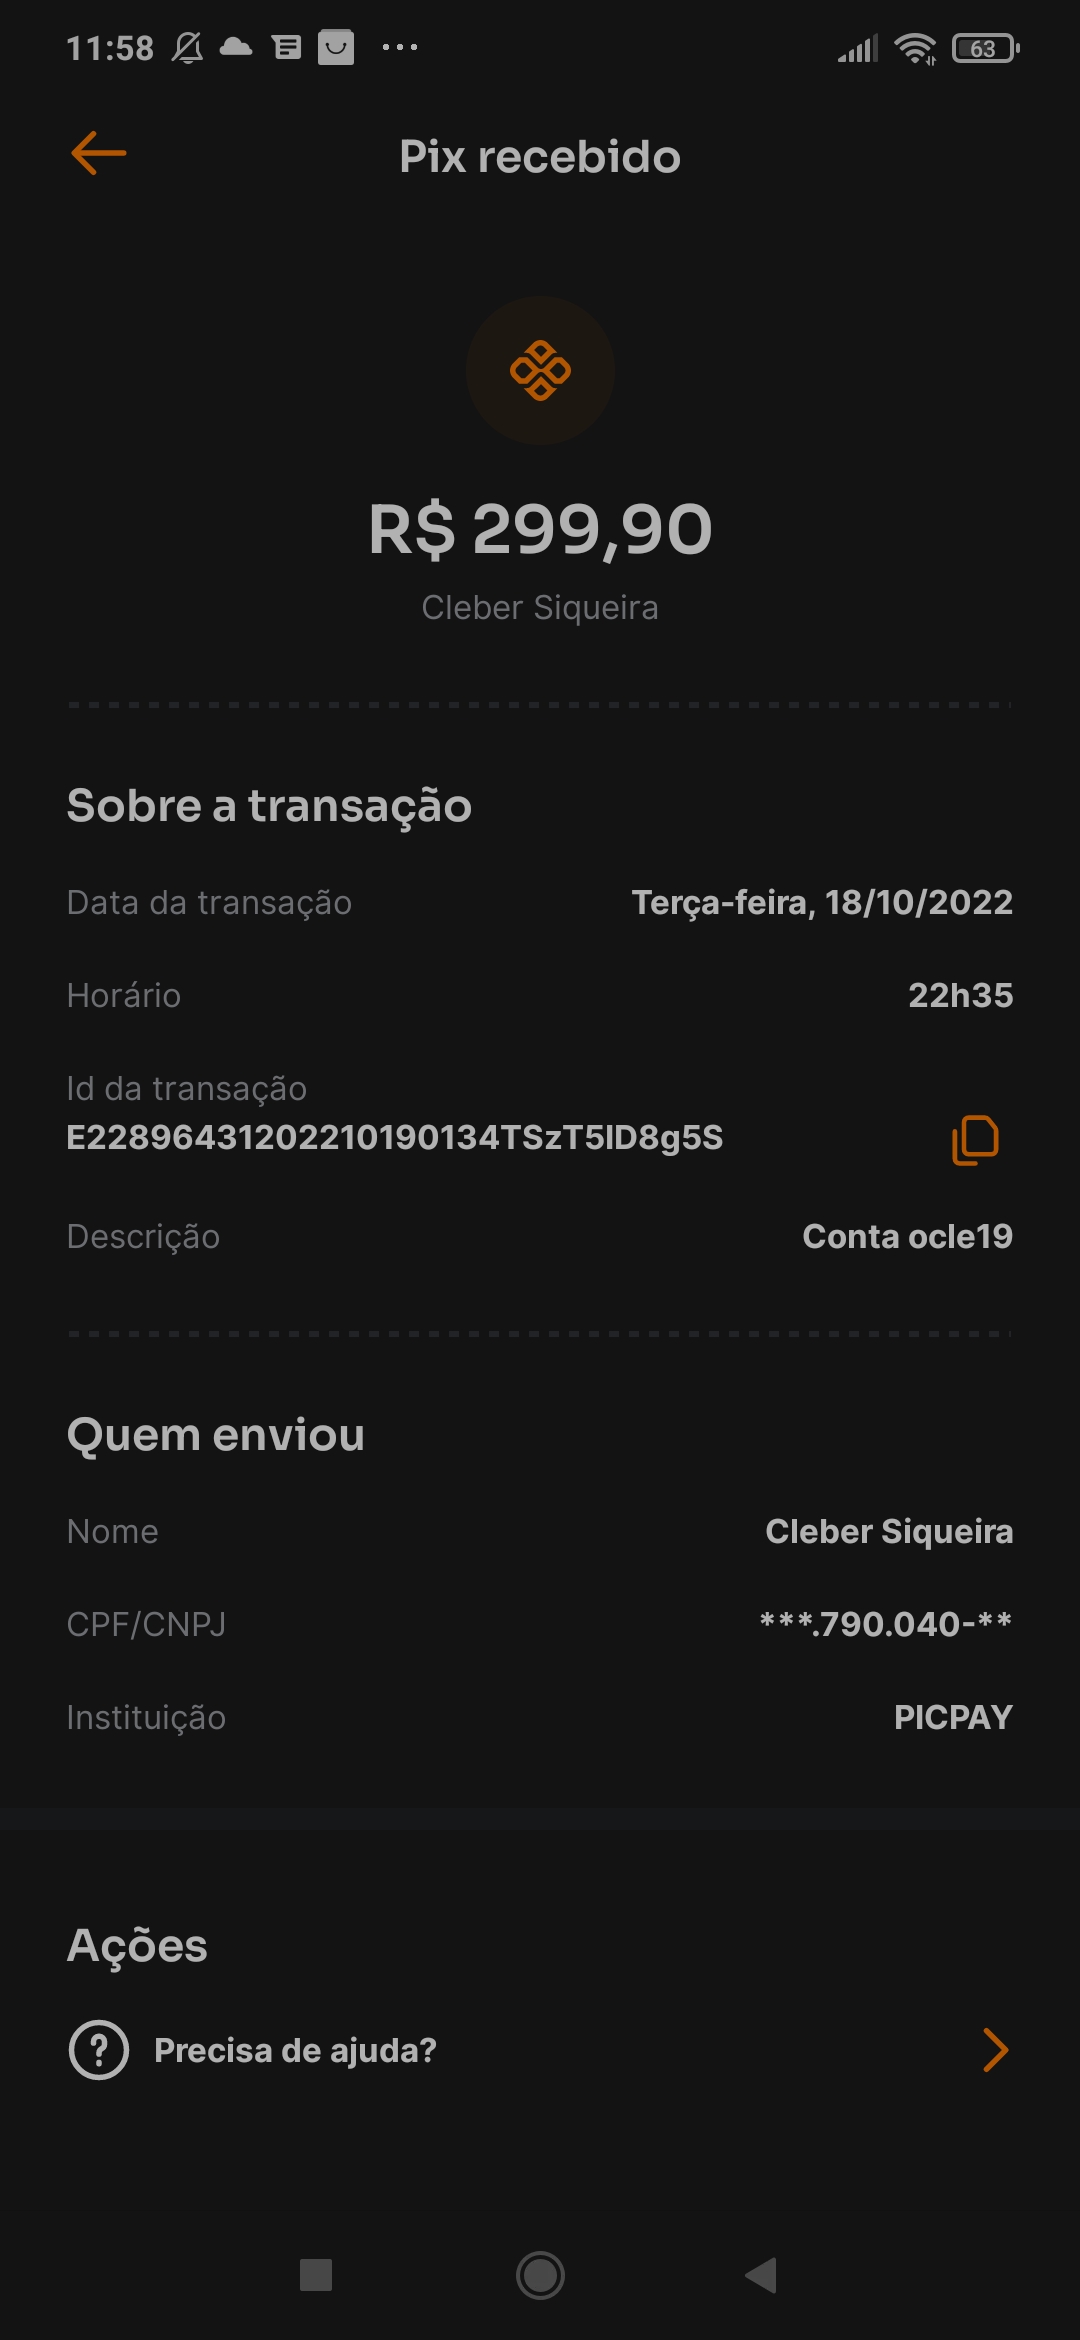 11:58
63
Pix recebido
R$ 299,90
Cleber Siqueira
Sobre a transação
Data da transação Terça-feira, 18/10/2022
Horário 22h35
Id da transação
E22896431202210190134TSzT5ID8g5S
Descrição Conta ocle19
Quem enviou
Nome Cleber Siqueira
CPF/CNPJ ***.790.040-**
Instituição PICPAY
Ações
Precisa de ajuda?